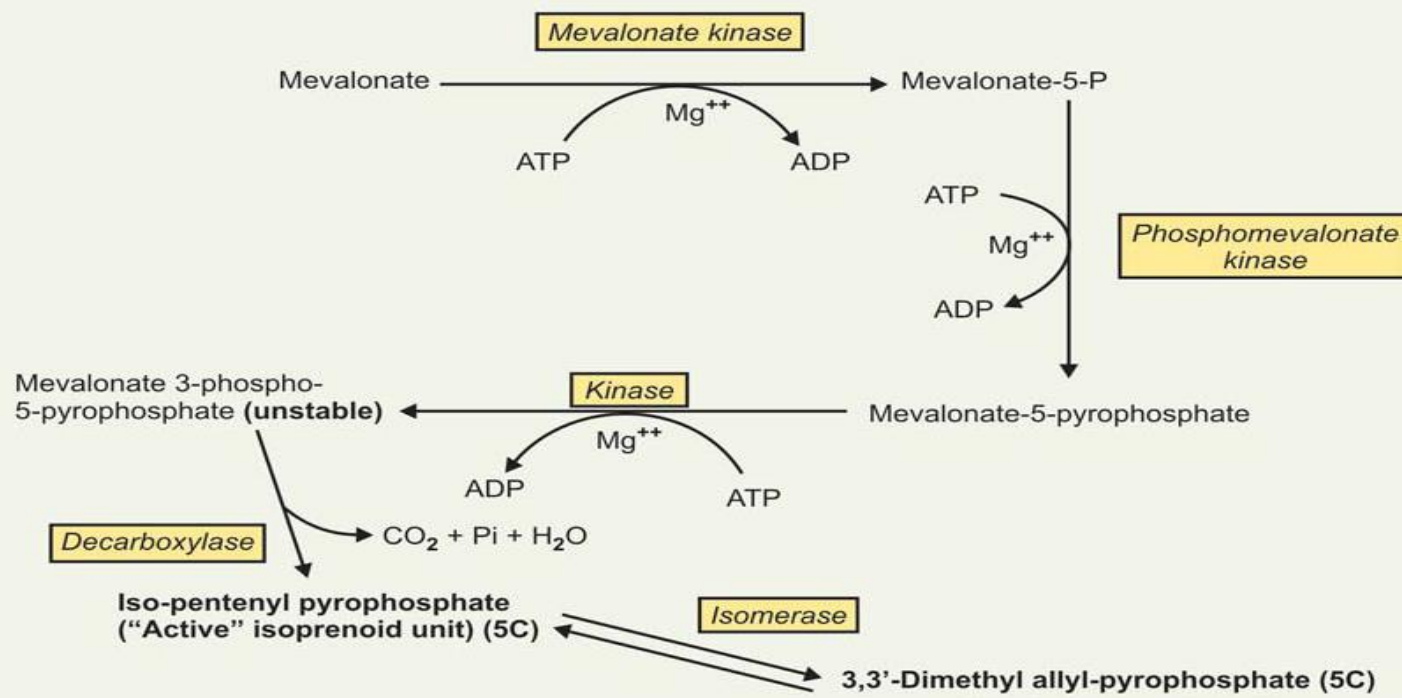 Mevalonate kinase
Mevalonate
Mevalonate-5-P
Mg++
ATP
ADP
ATP
Mg++
ADP
Phosphomevalonate
kinase
Mevalonate-5-pyrophosphate
Kinase
Mg++
ATP
ADP
Mevalonate 3-phospho-
5-pyrophosphate (unstable)
Decarboxylase
CO2 + Pi + H2O
Iso-pentenyl pyrophosphate
(“Active” isoprenoid unit) (5C)
Isomerase
3,3’-Dimethyl allyl-pyrophosphate (5C)